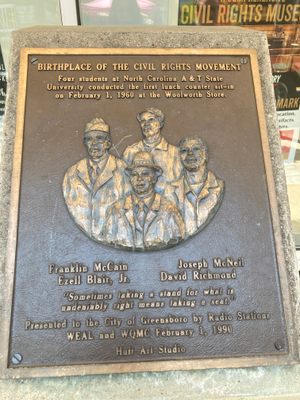 CIVIL RIGHTS MUSE
BIRTHPLACE OF THE CIVIL RIGHTS MOVEMENT
Four students at North Carolina A & T State
University conducted the first lunch counter sit-in
on February 1, 1960 at the Woolworth Store.
Franklin McCain
Ezell Blair, Jr.
Joseph McNeil
David Richmond
"Sometimes taking a stand for what is
undeniably right means taking a seat."
Presented to the City of Greensboro by Radio Stations
WEAL and WQMG February 1, 1990
Huff Art Studio